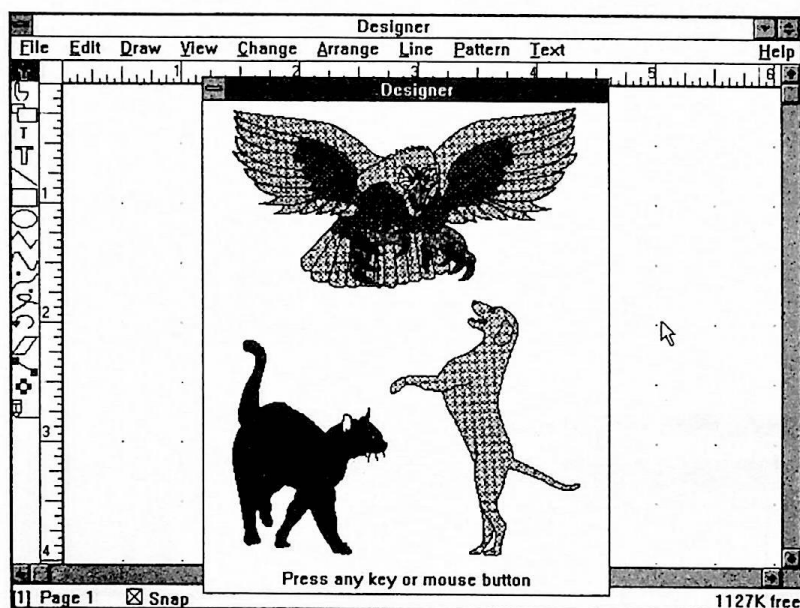 Designer
File Edit Draw View Change Arrange Line Pattern Text Help
1 2 3 4 5 6
Designer
T
T
1
2
3
4
Press any key or mouse button
[1] Page 1 Snap 1127K free